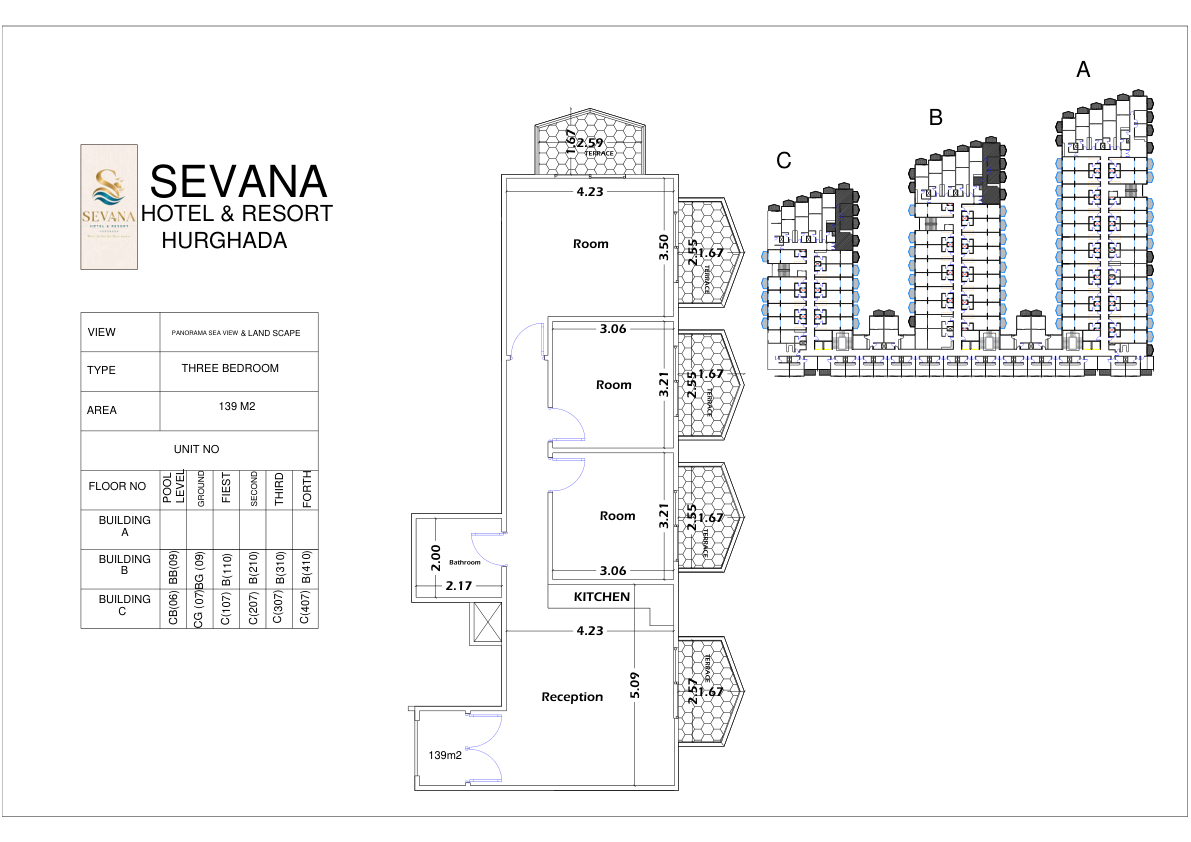 A
B
C
SEVANA
HOTEL & RESORT
HURGHADA
SEVANA
HOTEL & RESORT
VIEW
PANORAMA SEA VIEW & LAND SCAPE
TYPE
THREE BEDROOM
AREA
139 M2
UNIT NO
FLOOR NO
POOL LEVEL
GROUND
FIEST
SECOND
THIRD
FORTH
BUILDING A
BUILDING B
BB(09)
BG (09)
B(110)
B(210)
B(310)
B(410)
BUILDING C
CB(06)
CG (07)
C(107)
C(207)
C(307)
C(407)
1.67
2.59
TERRACE
4.23
Room
3.50
2.55
1.67
TERRACE
3.06
Room
3.21
2.55
1.67
TERRACE
Room
3.21
3.06
2.55
1.67
TERRACE
2.00
Bathroom
2.17
KITCHEN
4.23
Reception
5.09
TERRACE
2.57
1.67
139m2